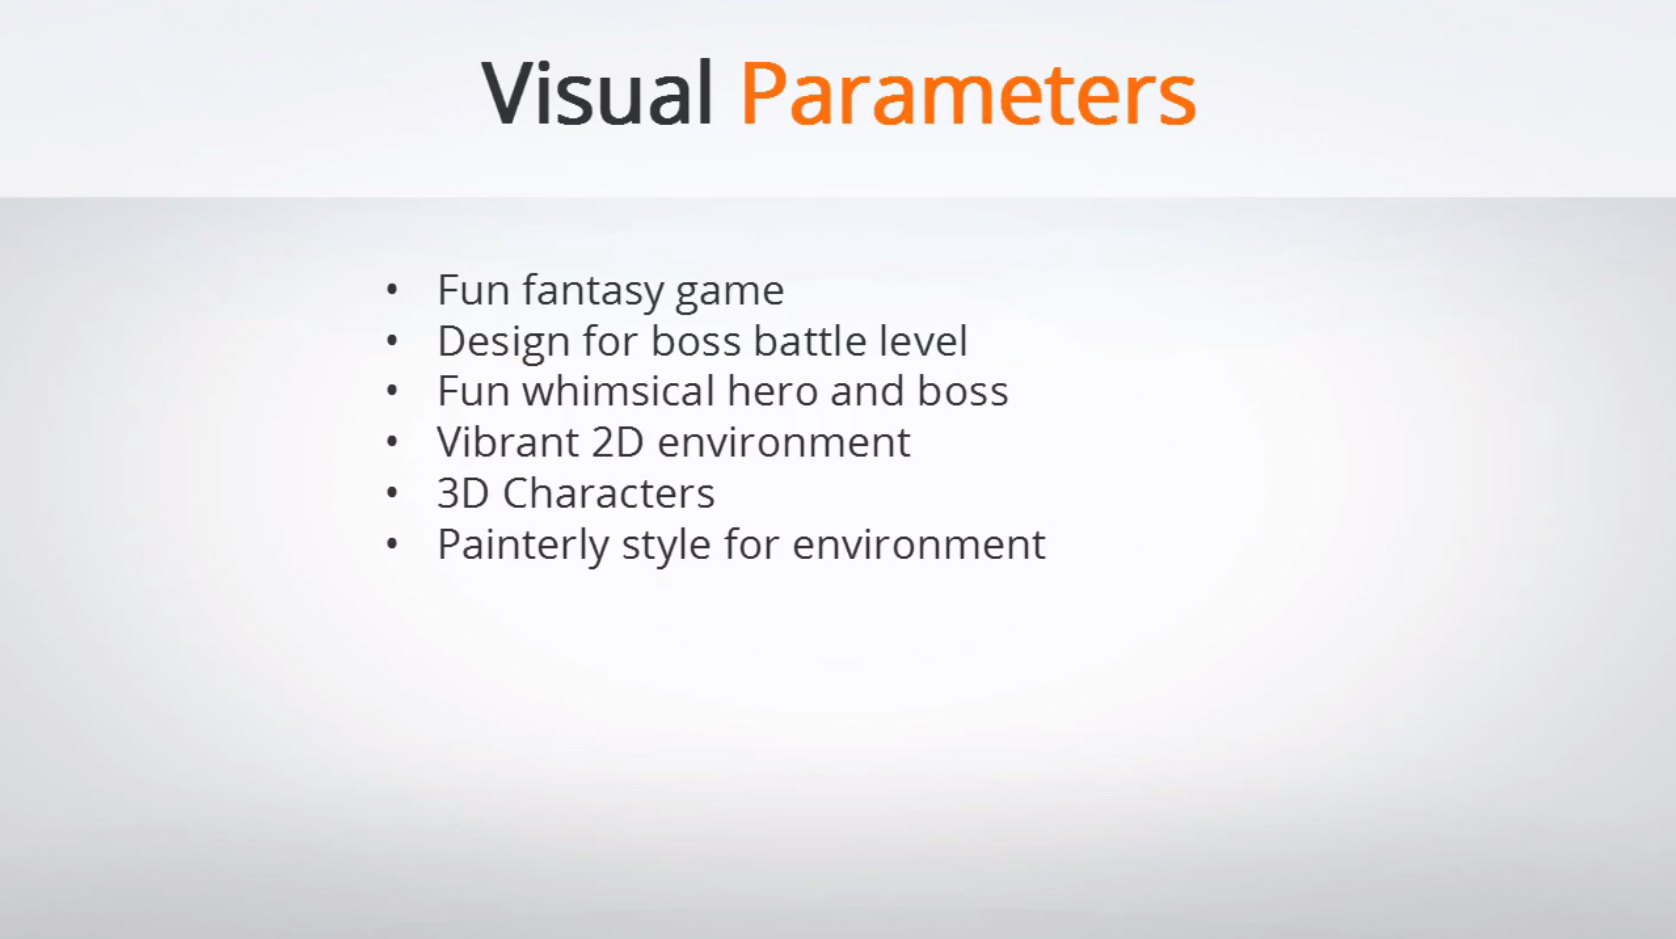 Visual Parameters
• Fun fantasy game
• Design for boss battle level
• Fun whimsical hero and boss
• Vibrant 2D environment
• 3D Characters
• Painterly style for environment